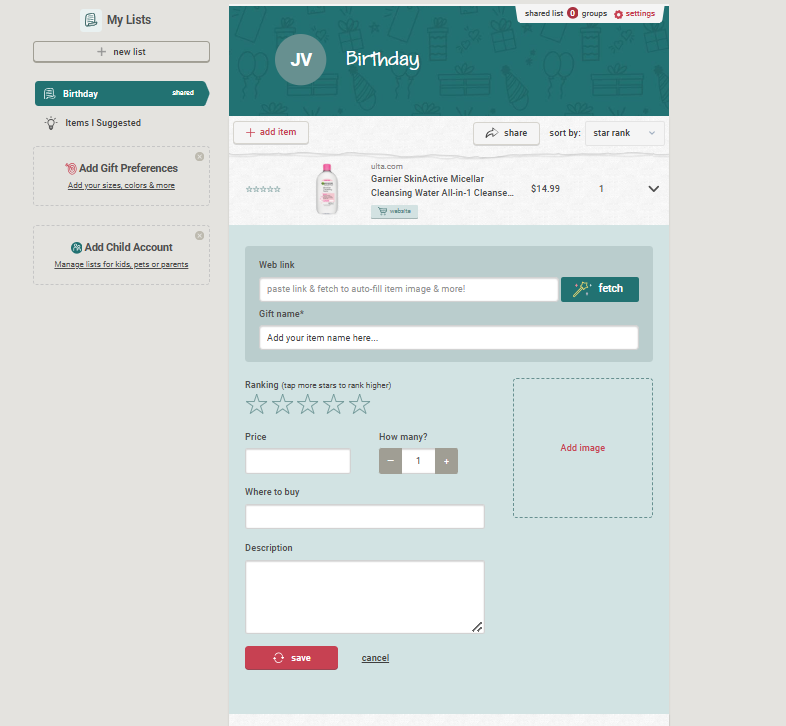 My Lists
new list
Birthday
shared
Items I Suggested
Add Gift Preferences
Add your sizes, colors & more
Add Child Account
Manage lists for kids, pets or parents
shared list 0 groups settings
JV
Birthday
add item
share
sort by:
star rank
ulta.com
Garnier SkinActive Micellar
Cleansing Water All-in-1 Cleanse...
$14.99
1
website
Web link
paste link & fetch to auto-fill item image & more!
fetch
Gift name*
Add your item name here...
Ranking (tap more stars to rank higher)
Add image
Price
How many?
− 1 +
Where to buy
Description
save
cancel